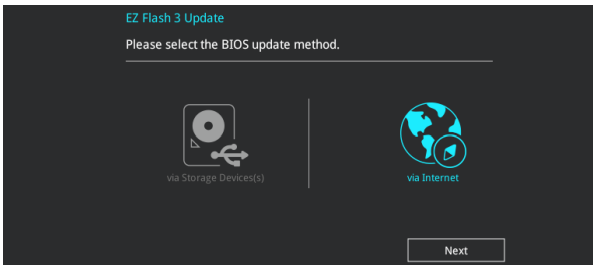 EZ Flash 3 Update
Please select the BIOS update method.
via Storage Devices(s)
via Internet
Next